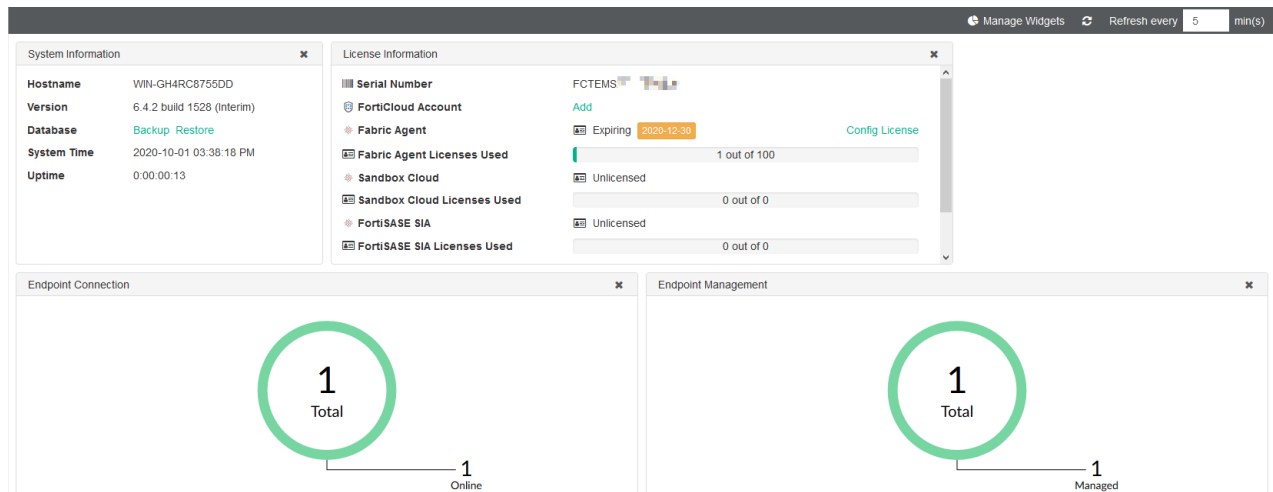 Manage Widgets Refresh every 5 min(s)
System Information
Hostname WIN-GH4RC8755DD
Version 6.4.2 build 1528 (Interim)
Database Backup Restore
System Time 2020-10-01 03:38:18 PM
Uptime 0:00:00:13
License Information
Serial Number FCTEMS
FortiCloud Account Add
Fabric Agent Expiring 2020-12-30 Config License
Fabric Agent Licenses Used 1 out of 100
Sandbox Cloud Unlicensed
Sandbox Cloud Licenses Used 0 out of 0
FortiSASE SIA Unlicensed
FortiSASE SIA Licenses Used 0 out of 0
Endpoint Connection
1
Total
1
Online
Endpoint Management
1
Total
1
Managed